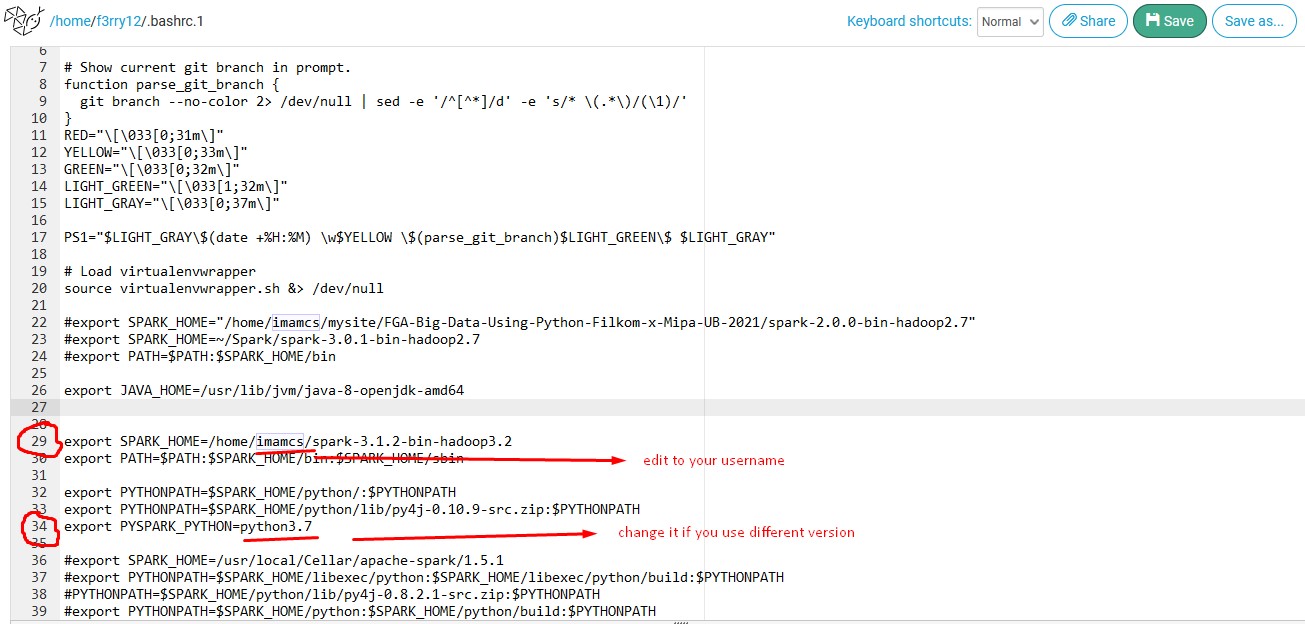 /home/f3rry12/.bashrc.1
Keyboard shortcuts: Normal Share Save Save as...
6
7 # Show current git branch in prompt.
8 function parse_git_branch {
9   git branch --no-color 2> /dev/null | sed -e '/^[^*]/d' -e 's/* \(.*\)/(\1)/'
10 }
11 RED="\[\033[0;31m\]"
12 YELLOW="\[\033[0;33m\]"
13 GREEN="\[\033[0;32m\]"
14 LIGHT_GREEN="\[\033[1;32m\]"
15 LIGHT_GRAY="\[\033[0;37m\]"
16
17 PS1="$LIGHT_GRAY\$(date +%H:%M) \w$YELLOW \$(parse_git_branch)$LIGHT_GREEN\$ $LIGHT_GRAY"
18
19 # Load virtualenvwrapper
20 source virtualenvwrapper.sh &> /dev/null
21
22 #export SPARK_HOME="/home/imamcs/mysite/FGA-Big-Data-Using-Python-Filkom-x-Mipa-UB-2021/spark-2.0.0-bin-hadoop2.7"
23 #export SPARK_HOME=~/Spark/spark-3.0.1-bin-hadoop2.7
24 #export PATH=$PATH:$SPARK_HOME/bin
25
26 export JAVA_HOME=/usr/lib/jvm/java-8-openjdk-amd64
27
28
29 export SPARK_HOME=/home/imamcs/spark-3.1.2-bin-hadoop3.2
30 export PATH=$PATH:$SPARK_HOME/bin:$SPARK_HOME/sbin
edit to your username
31
32 export PYTHONPATH=$SPARK_HOME/python/:$PYTHONPATH
33 export PYTHONPATH=$SPARK_HOME/python/lib/py4j-0.10.9-src.zip:$PYTHONPATH
34 export PYSPARK_PYTHON=python3.7
change it if you use different version
35
36 #export SPARK_HOME=/usr/local/Cellar/apache-spark/1.5.1
37 #export PYTHONPATH=$SPARK_HOME/libexec/python:$SPARK_HOME/libexec/python/build:$PYTHONPATH
38 #PYTHONPATH=$SPARK_HOME/python/lib/py4j-0.8.2.1-src.zip:$PYTHONPATH
39 #export PYTHONPATH=$SPARK_HOME/python:$SPARK_HOME/python/build:$PYTHONPATH